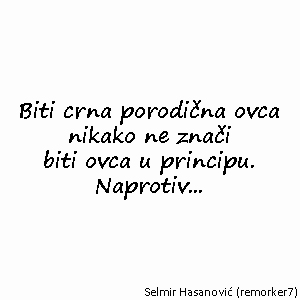 Biti crna porodična ovca
nikako ne znači
biti ovca u principu.
Naprotiv...
Selmir Hasanović (remorker7)